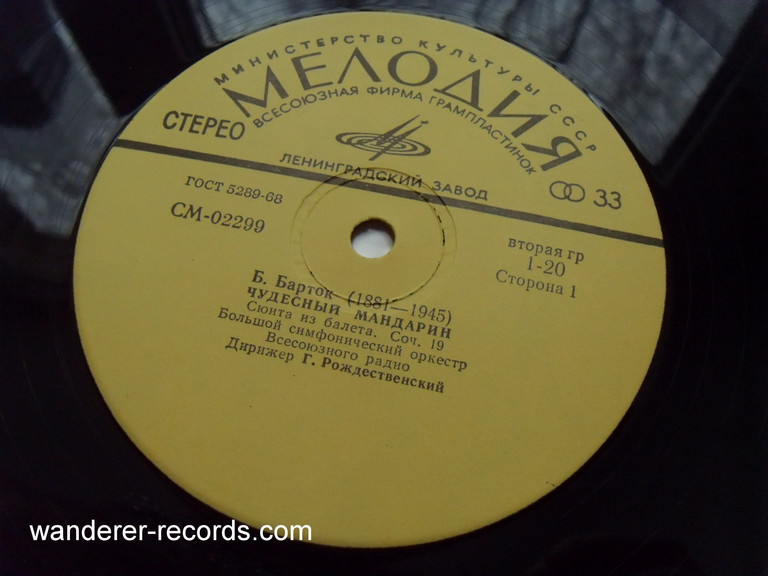 МИНИСТЕРСТВО КУЛЬТУРЫ СССР
МЕЛОДИЯ
ВСЕСОЮЗНАЯ ФИРМА ГРАМПЛАСТИНОК
СТЕРЕО
33
ЛЕНИНГРАДСКИЙ ЗАВОД
ГОСТ 5289-68
СМ-02299
вторая гр
1-20
Сторона 1
Б. Барток (1881—1945)
ЧУДЕСНЫЙ МАНДАРИН
Сюита из балета. Соч. 19
Большой симфонический оркестр
Всесоюзного радио
Дирижер Г. Рождественский
wanderer-records.com